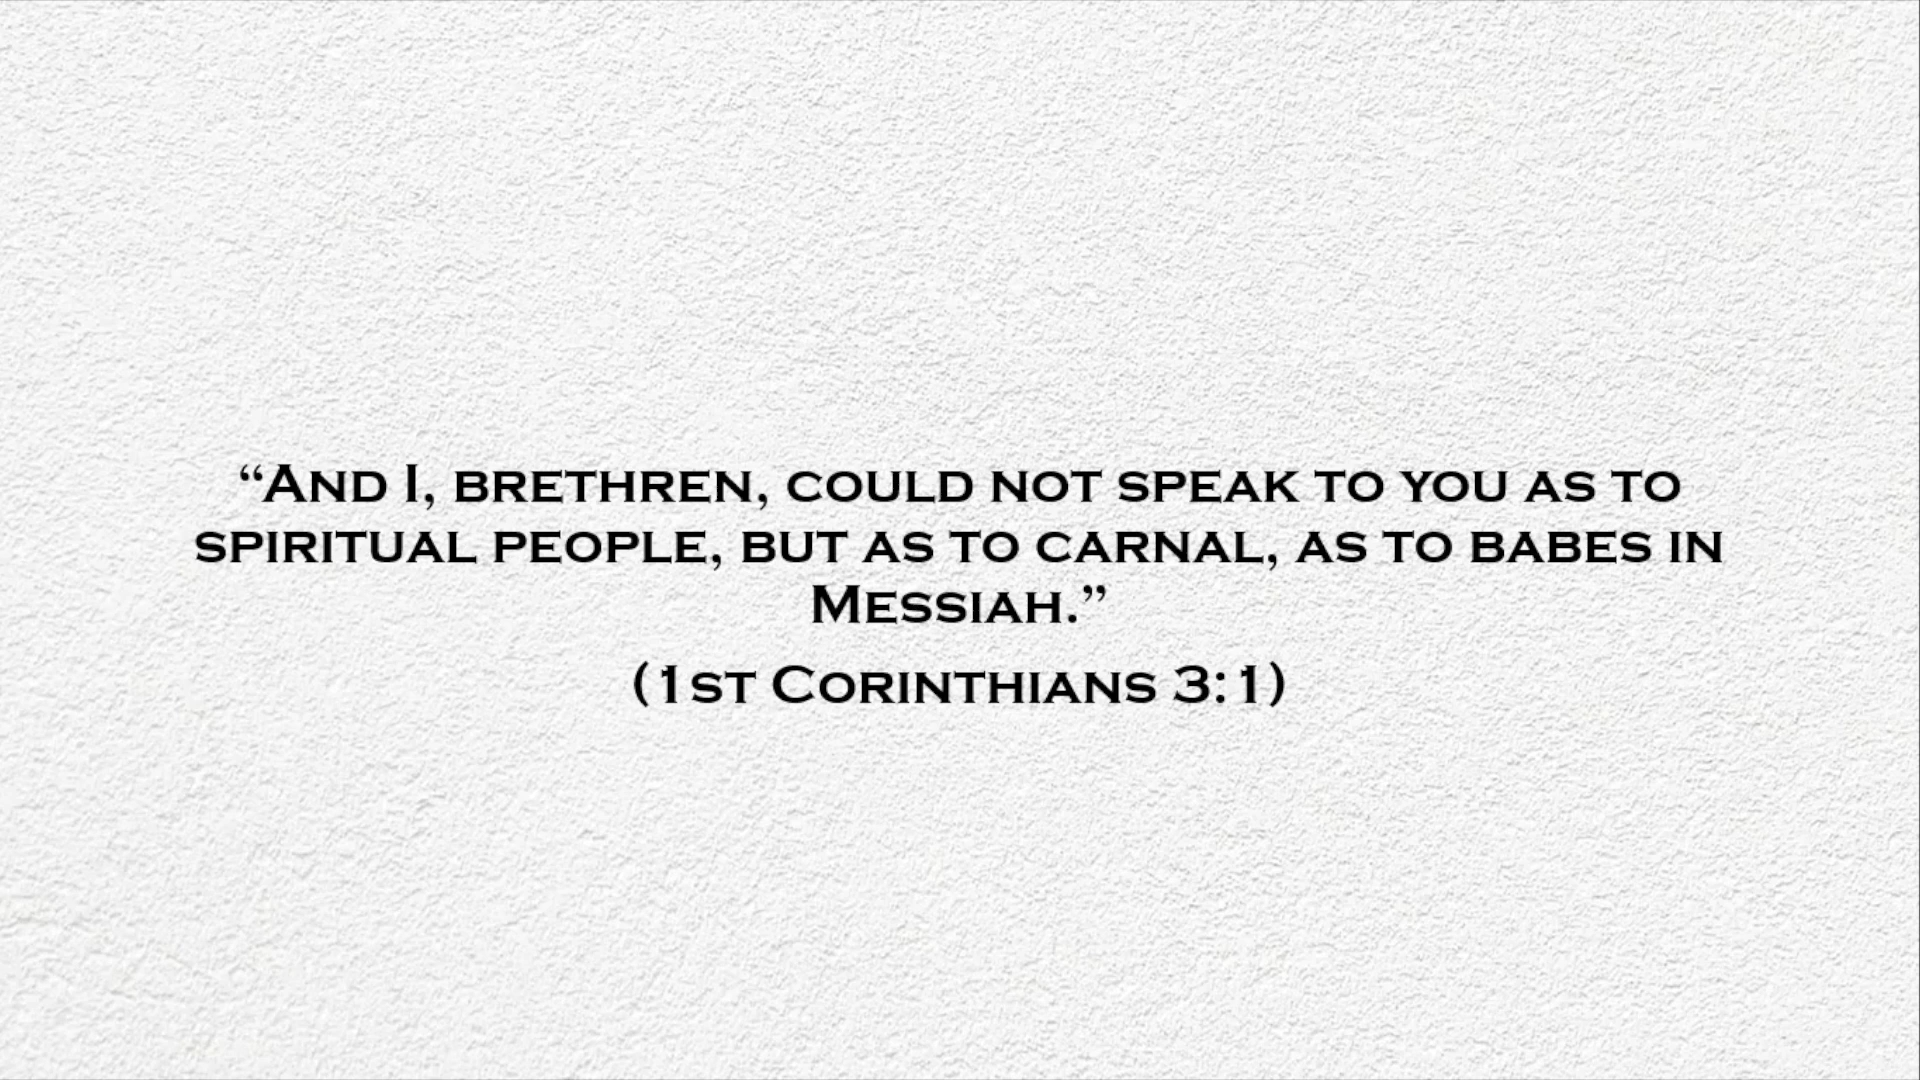 “And I, brethren, could not speak to you as to
spiritual people, but as to carnal, as to babes in
Messiah.”
(1st Corinthians 3:1)